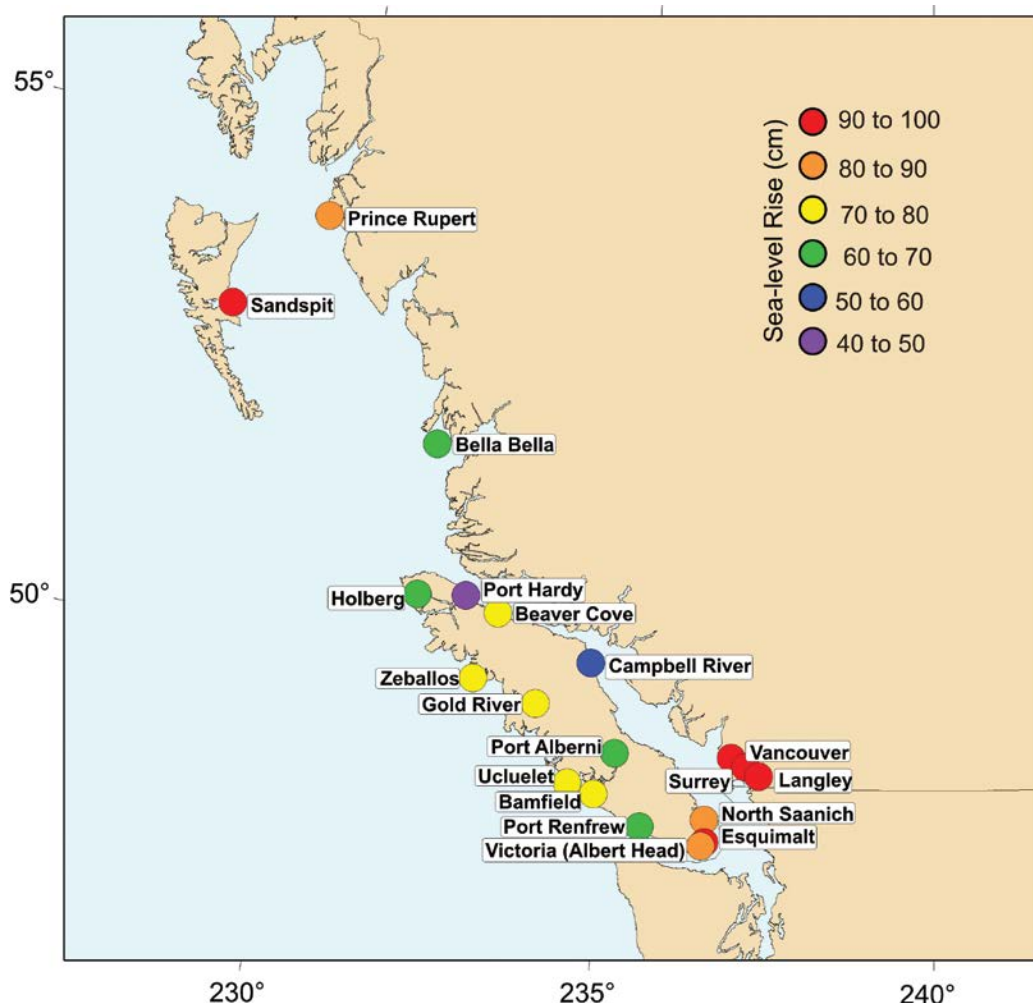 55°
50°
230°
235°
240°
Sea-level Rise (cm)
90 to 100
80 to 90
70 to 80
60 to 70
50 to 60
40 to 50
Prince Rupert
Sandspit
Bella Bella
Holberg
Port Hardy
Beaver Cove
Campbell River
Zeballos
Gold River
Port Alberni
Vancouver
Surrey
Langley
Ucluelet
Bamfield
North Saanich
Port Renfrew
Esquimalt
Victoria (Albert Head)